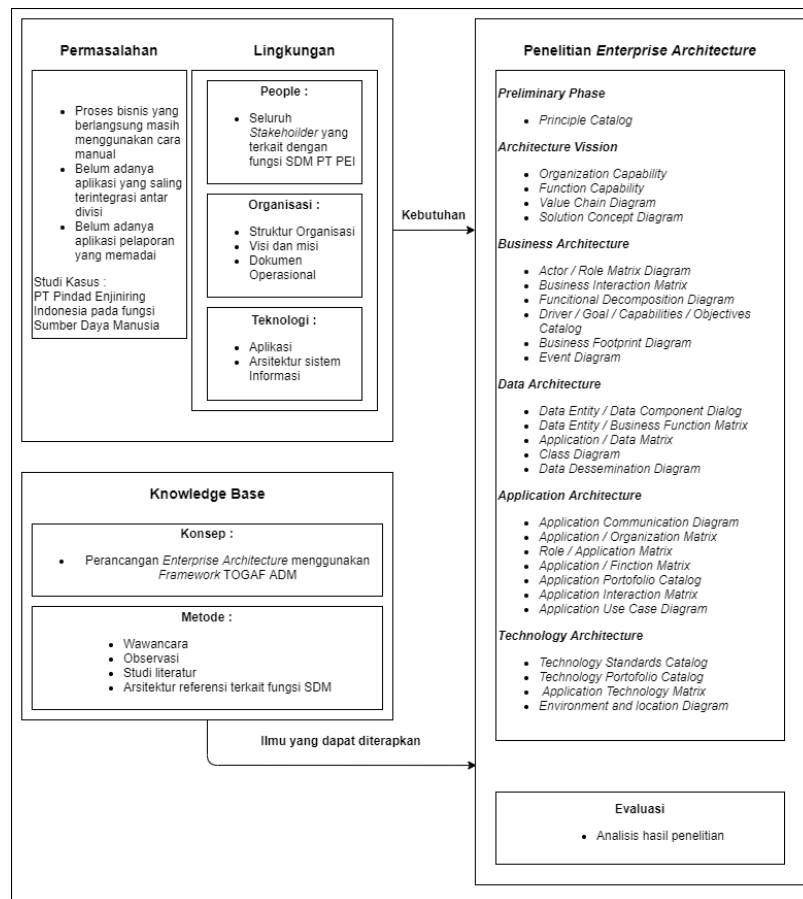 Permasalahan
Proses bisnis yang
berlangsung masih
menggunakan cara
manual
Belum adanya
aplikasi yang saling
terintegrasi antar
divisi
Belum adanya
aplikasi pelaporan
yang memadai
Studi Kasus :
PT Pindad Enjiniring
Indonesia pada fungsi
Sumber Daya Manusia
Lingkungan
People :
Seluruh
Stakehoilder yang
terkait dengan
fungsi SDM PT PEI
Organisasi :
Struktur Organisasi
Visi dan misi
Dokumen
Operasional
Teknologi :
Aplikasi
Arsitektur sistem
Informasi
Kebutuhan
Knowledge Base
Konsep :
Perancangan Enterprise Architecture menggunakan
Framework TOGAF ADM
Metode :
Wawancara
Observasi
Studi literatur
Arsitektur referensi terkait fungsi SDM
Ilmu yang dapat diterapkan
Penelitian Enterprise Architecture
Preliminary Phase
Principle Catalog
Architecture Vission
Organization Capability
Function Capability
Value Chain Diagram
Solution Concept Diagram
Business Architecture
Actor / Role Matrix Diagram
Business Interaction Matrix
Functional Decomposition Diagram
Driver / Goal / Capabilities / Objectives
Catalog
Business Footprint Diagram
Event Diagram
Data Architecture
Data Entity / Data Component Dialog
Data Entity / Business Function Matrix
Application / Data Matrix
Class Diagram
Data Dessemination Diagram
Application Architecture
Application Communication Diagram
Application / Organization Matrix
Role / Application Matrix
Application / Finction Matrix
Application Portofolio Catalog
Application Interaction Matrix
Application Use Case Diagram
Technology Architecture
Technology Standards Catalog
Technology Portofolio Catalog
Application Technology Matrix
Environment and location Diagram
Evaluasi
Analisis hasil penelitian